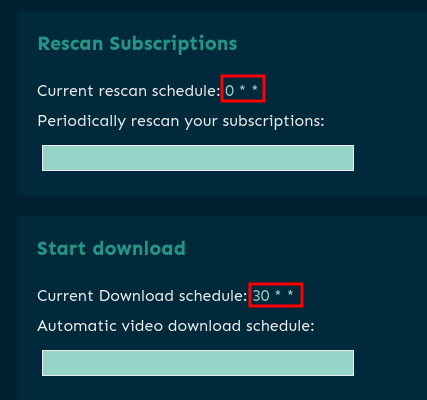 Rescan Subscriptions
Current rescan schedule: 0 * *
Periodically rescan your subscriptions:
Start download
Current Download schedule: 30 * *
Automatic video download schedule: